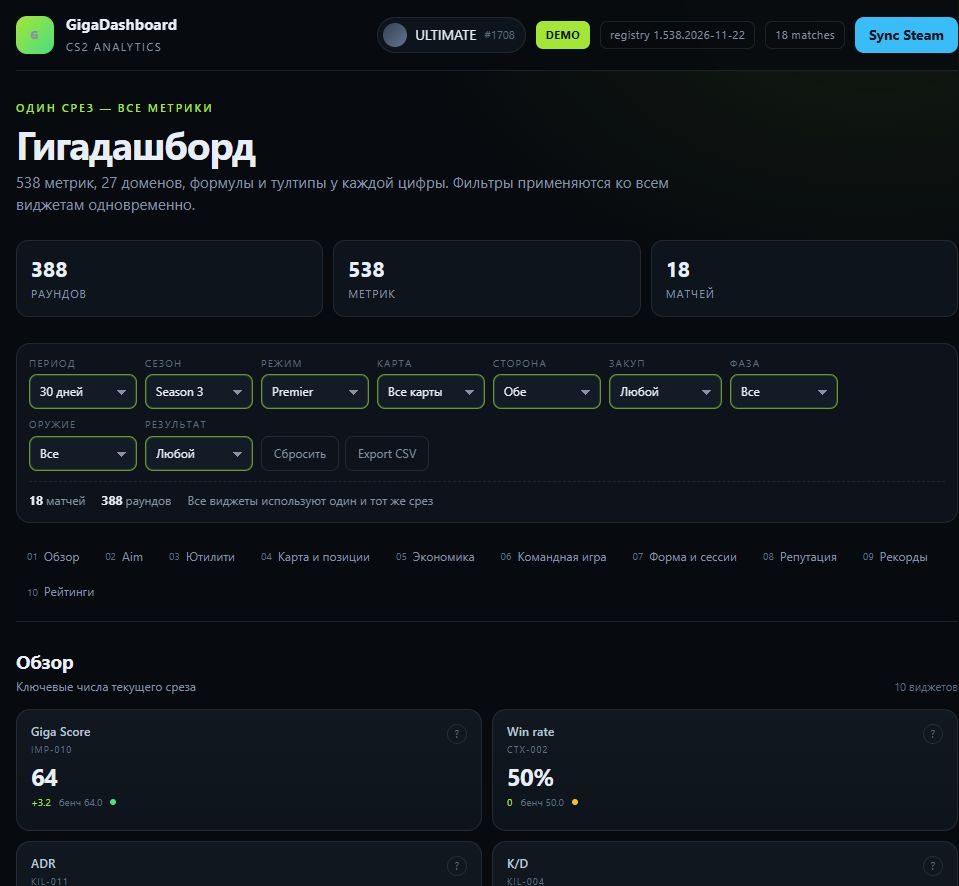 G
GigaDashboard
CS2 ANALYTICS
ULTIMATE #1708
DEMO
registry 1.538.2026-11-22
18 matches
Sync Steam
ОДИН СРЕЗ — ВСЕ МЕТРИКИ
Гигадашборд
538 метрик, 27 доменов, формулы и тултипы у каждой цифры. Фильтры применяются ко всем
виджетам одновременно.
388
РАУНДОВ
538
МЕТРИК
18
МАТЧЕЙ
ПЕРИОД
30 дней
СЕЗОН
Season 3
РЕЖИМ
Premier
КАРТА
Все карты
СТОРОНА
Обе
ЗАКУП
Любой
ФАЗА
Все
ОРУЖИЕ
Все
РЕЗУЛЬТАТ
Любой
Сбросить
Export CSV
18 матчей 388 раундов Все виджеты используют один и тот же срез
01 Обзор 02 Aim 03 Ютилити 04 Карта и позиции 05 Экономика 06 Командная игра 07 Форма и сессии 08 Репутация 09 Рекорды
10 Рейтинги
Обзор
Ключевые числа текущего среза
10 виджетов
Giga Score ?
IMP-010
64
+3.2 бенч 64.0
Win rate ?
CTX-002
50%
0 бенч 50.0
ADR ?
KIL-011
K/D ?
KIL-004